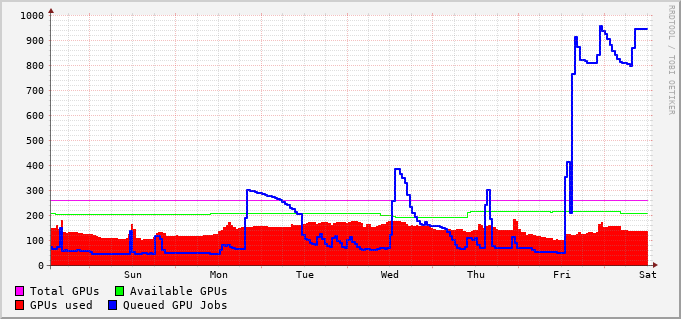 1000
900
800
700
600
500
400
300
200
100
0
Sun Mon Tue Wed Thu Fri Sat
Total GPUs Available GPUs
GPUs used Queued GPU Jobs
RRDTOOL / TOBI OETIKER